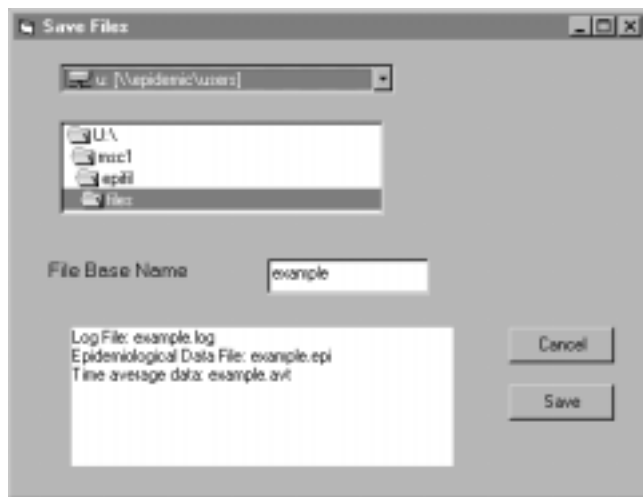 Save Files
u: [\\epidemic\users]
U:\
msc1
epifil
files
File Base Name
example
Log File: example.log
Epidemiological Data File: example.epi
Time average data: example.avt
Cancel
Save